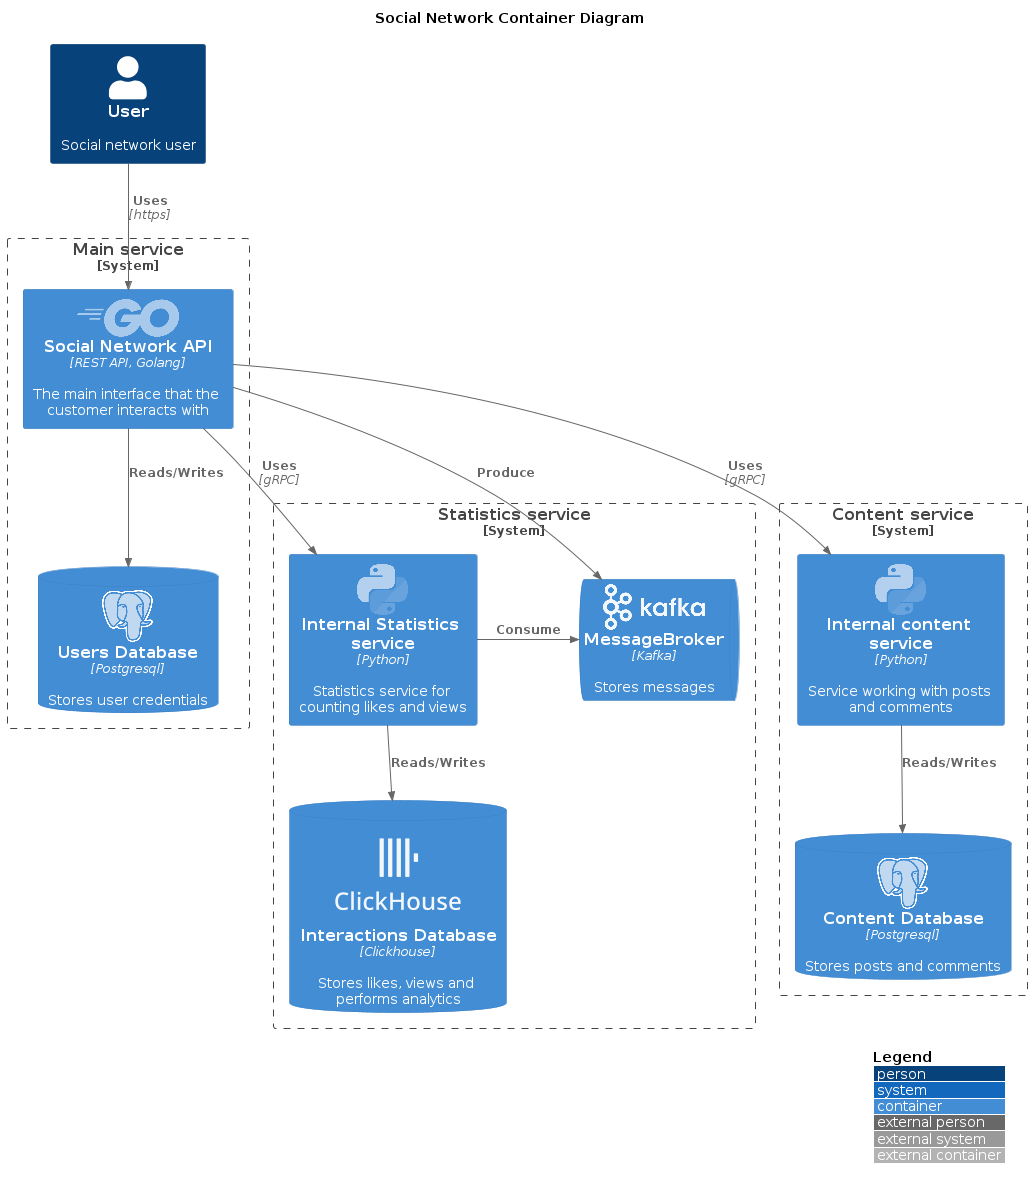 Social Network Container Diagram
User
Social network user
Uses
[https]
Main service
[System]
GO
Social Network API
[REST API, Golang]
The main interface that the
customer interacts with
Reads/Writes
Uses
[gRPC]
Produce
Uses
[gRPC]
Users Database
[Postgresql]
Stores user credentials
Statistics service
[System]
Internal Statistics
service
[Python]
Statistics service for
counting likes and views
Consume
kafka
MessageBroker
[Kafka]
Stores messages
Reads/Writes
ClickHouse
Interactions Database
[Clickhouse]
Stores likes, views and
performs analytics
Content service
[System]
Internal content
service
[Python]
Service working with posts
and comments
Reads/Writes
Content Database
[Postgresql]
Stores posts and comments
Legend
person
system
container
external person
external system
external container